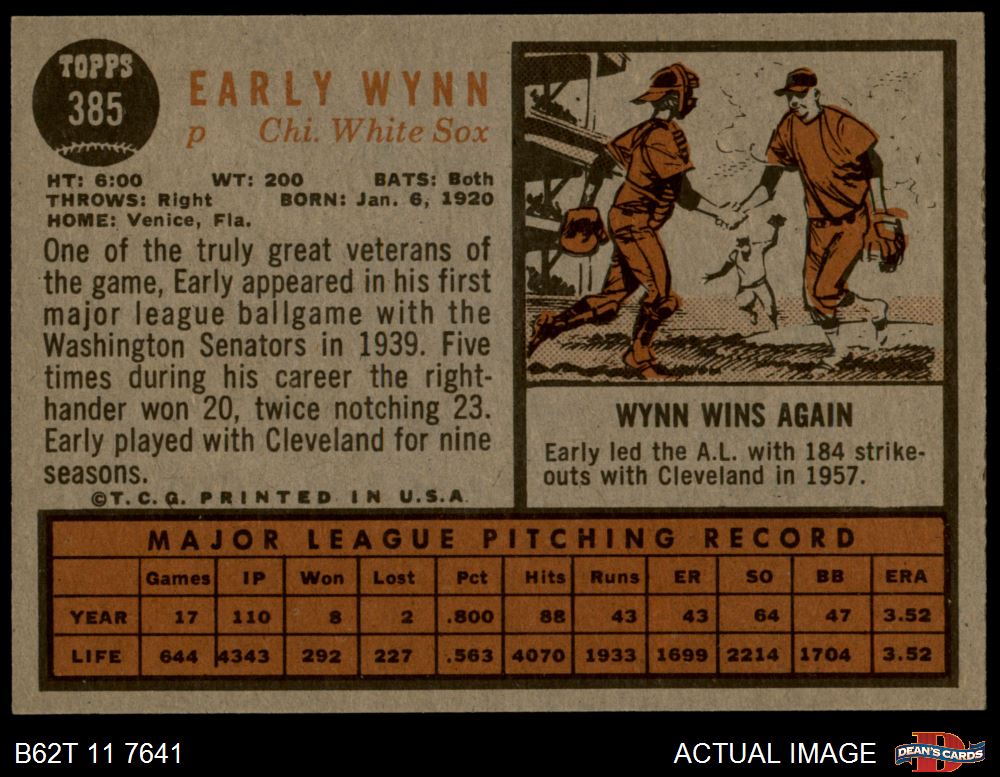 TOPPS
385
EARLY WYNN
p Chi. White Sox
HT: 6:00 WT: 200 BATS: Both
THROWS: Right BORN: Jan. 6, 1920
HOME: Venice, Fla.
One of the truly great veterans of
the game, Early appeared in his first
major league ballgame with the
Washington Senators in 1939. Five
times during his career the right-
hander won 20, twice notching 23.
Early played with Cleveland for nine
seasons.
©T.C.G. PRINTED IN U.S.A.
WYNN WINS AGAIN
Early led the A.L. with 184 strike-
outs with Cleveland in 1957.
MAJOR LEAGUE PITCHING RECORD
Games IP Won Lost Pct Hits Runs ER SO BB ERA
YEAR 17 110 8 2 .800 88 43 43 64 47 3.52
LIFE 644 4343 292 227 .563 4070 1933 1699 2214 1704 3.52
B62T 11 7641 ACTUAL IMAGE DEAN'S CARDS